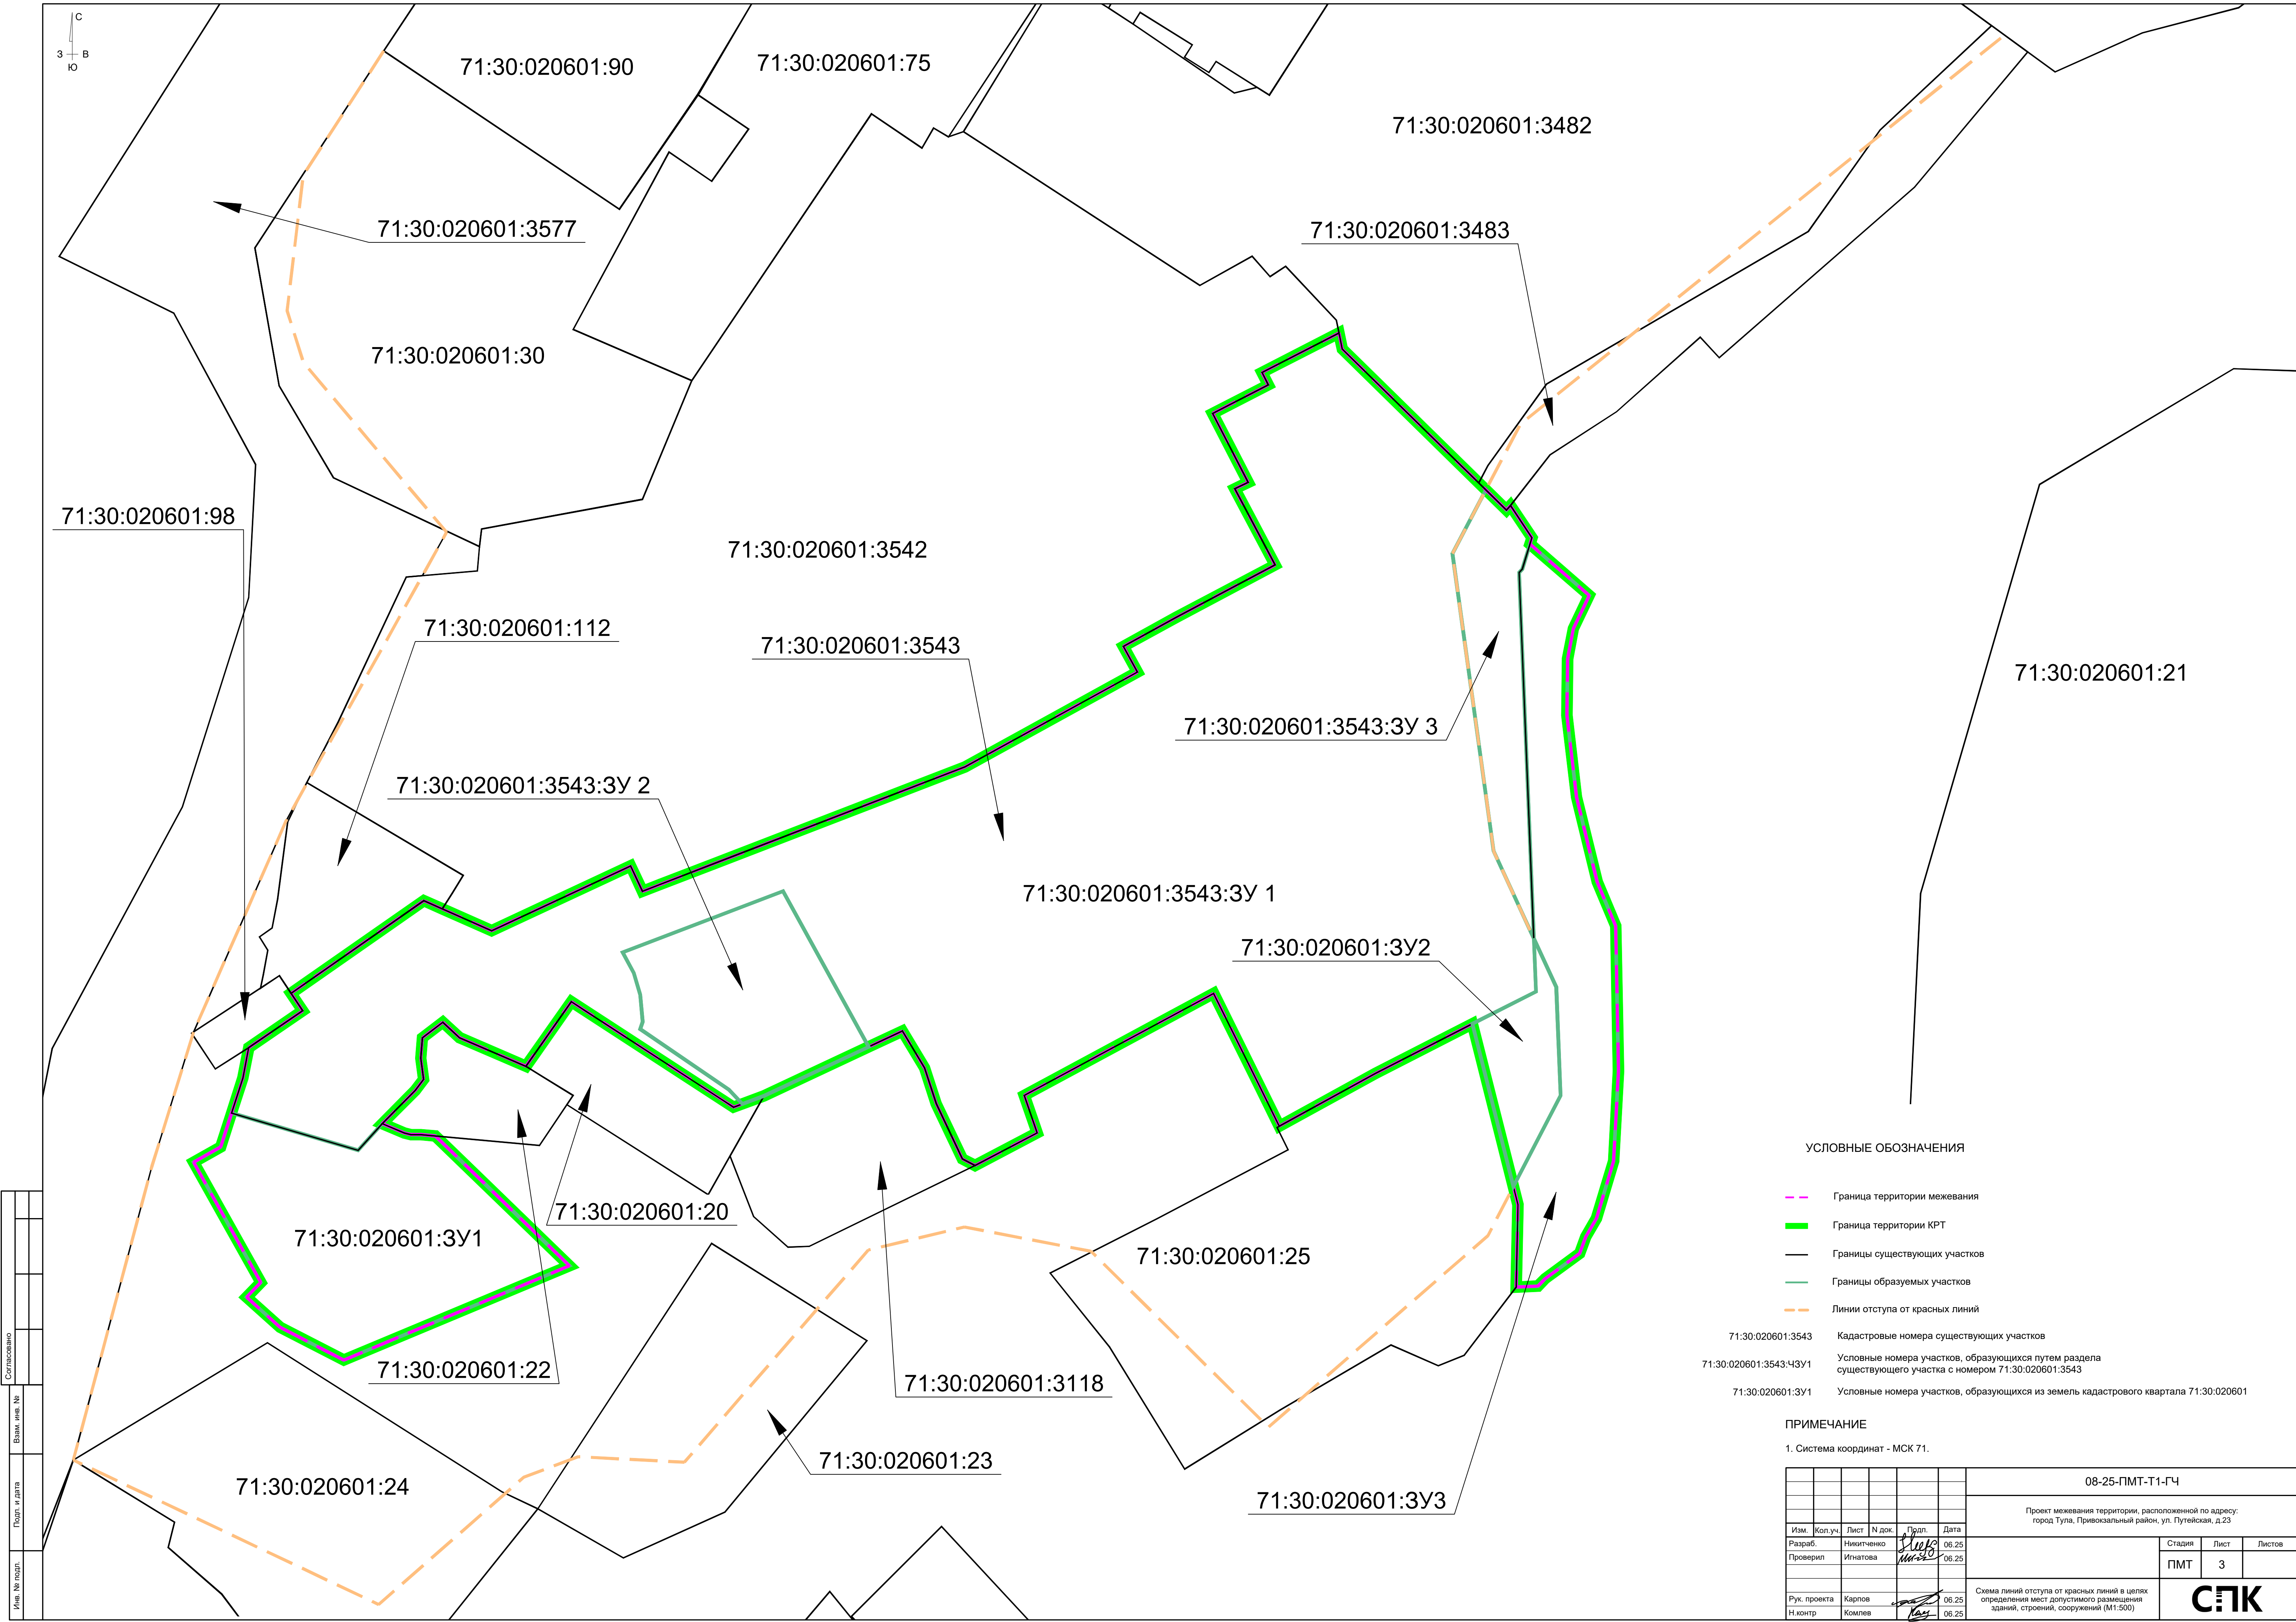 С
З В
Ю
71:30:020601:90
71:30:020601:75
71:30:020601:3482
71:30:020601:3577
71:30:020601:3483
71:30:020601:30
71:30:020601:98
71:30:020601:3542
71:30:020601:112
71:30:020601:3543
71:30:020601:21
71:30:020601:3543:ЗУ 3
71:30:020601:3543:ЗУ 2
71:30:020601:3543:ЗУ 1
71:30:020601:ЗУ2
71:30:020601:20
71:30:020601:ЗУ1
71:30:020601:25
71:30:020601:22
71:30:020601:3118
71:30:020601:23
71:30:020601:24
71:30:020601:ЗУ3
УСЛОВНЫЕ ОБОЗНАЧЕНИЯ
Граница территории межевания
Граница территории КРТ
Границы существующих участков
Границы образуемых участков
Линии отступа от красных линий
71:30:020601:3543 Кадастровые номера существующих участков
71:30:020601:3543:ЧЗУ1 Условные номера участков, образующихся путем раздела
существующего участка с номером 71:30:020601:3543
71:30:020601:ЗУ1 Условные номера участков, образующихся из земель кадастрового квартала 71:30:020601
ПРИМЕЧАНИЕ
1. Система координат - МСК 71.
08-25-ПМТ-Т1-ГЧ
Проект межевания территории, расположенной по адресу:
город Тула, Привокзальный район, ул. Путейская, д.23
Изм. Кол.уч. Лист N док. Подп. Дата
Разраб. Никитченко 06.25
Проверил Игнатова 06.25
Стадия Лист Листов
ПМТ 3
Рук. проекта Карпов 06.25
Н.контр Комлев 06.25
Схема линий отступа от красных линий в целях
определения мест допустимого размещения
зданий, строений, сооружений (М1:500)
СПК
Согласовано
Взам. инв. №
Подп. и дата
Инв. № подл.